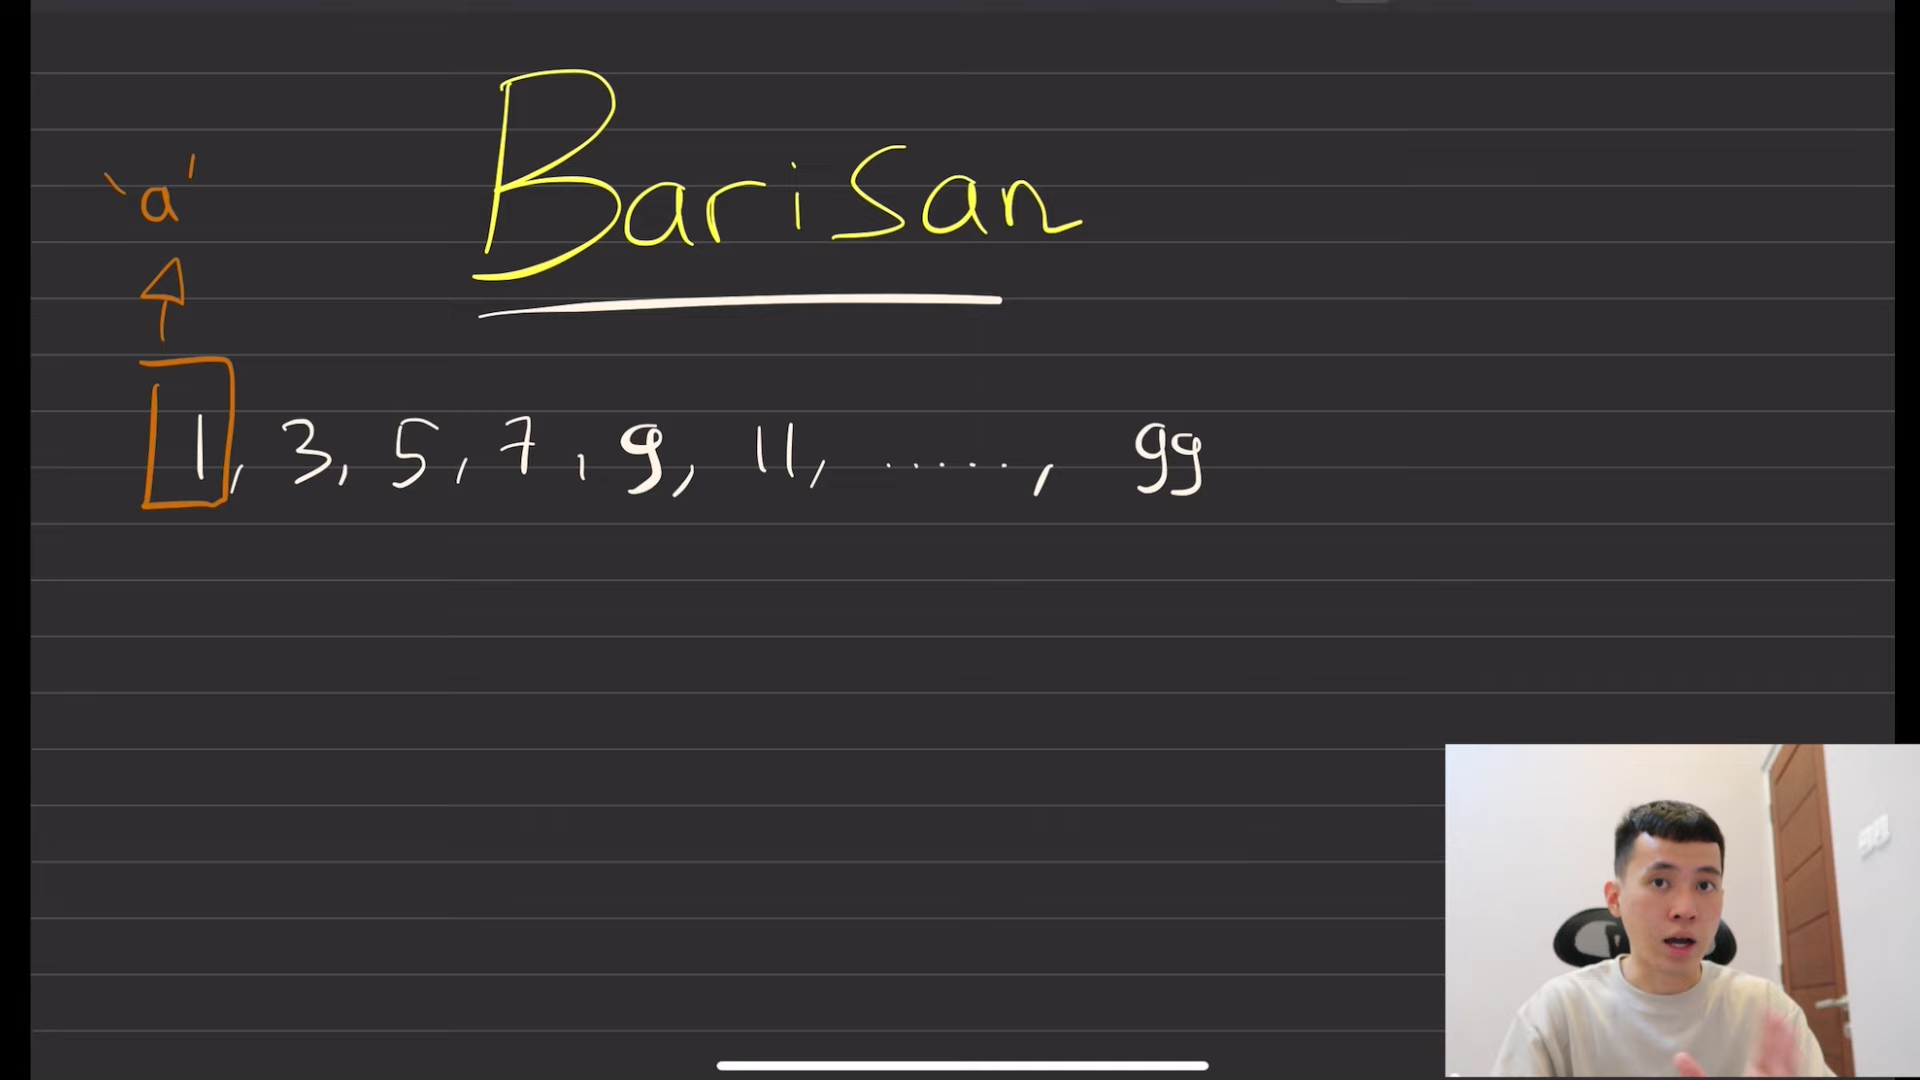 Barisan
'a'
1, 3, 5, 7, 9, 11, ....., 99